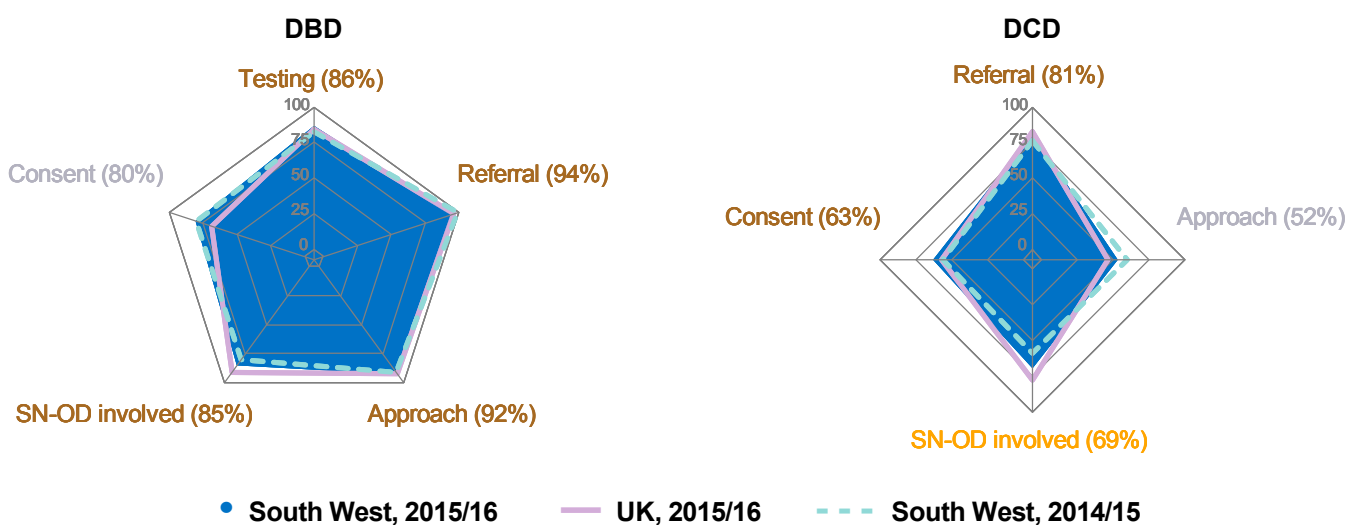 DBD
Testing (86%)
100
75
50
25
0
Consent (80%)
Referral (94%)
SN-OD involved (85%)
Approach (92%)
DCD
Referral (81%)
100
75
50
25
0
Consent (63%)
Approach (52%)
SN-OD involved (69%)
South West, 2015/16
UK, 2015/16
South West, 2014/15